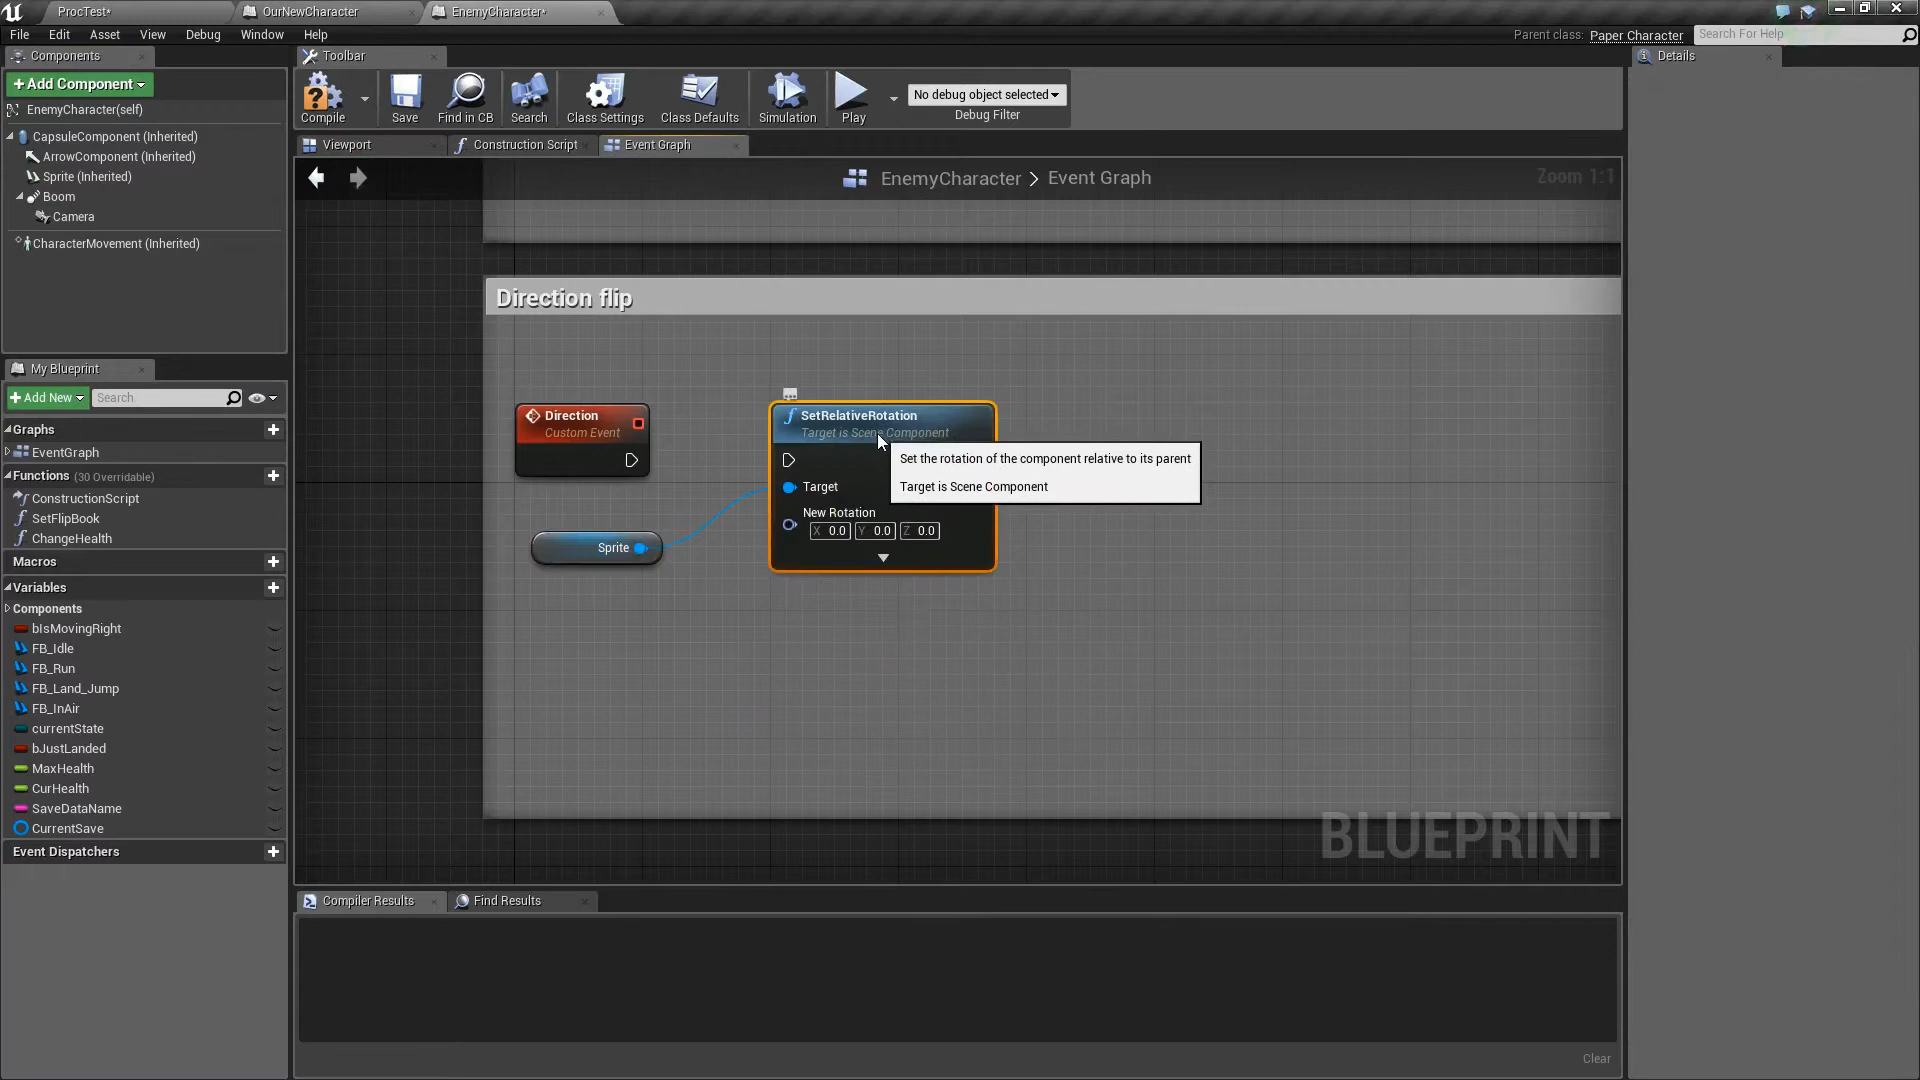 ProcTest*
OurNewCharacter
EnemyCharacter*
File Edit Asset View Debug Window Help
Parent class: Paper Character
Search For Help
Components
Add Component
EnemyCharacter(self)
CapsuleComponent (Inherited)
ArrowComponent (Inherited)
Sprite (Inherited)
Boom
Camera
CharacterMovement (Inherited)
My Blueprint
Add New
Search
Graphs
EventGraph
Functions (30 Overridable)
ConstructionScript
SetFlipBook
ChangeHealth
Macros
Variables
Components
bIsMovingRight
FB_Idle
FB_Run
FB_Land_Jump
FB_InAir
currentState
bJustLanded
MaxHealth
CurHealth
SaveDataName
CurrentSave
Event Dispatchers
Toolbar
Compile
Save
Find in CB
Search
Class Settings
Class Defaults
Simulation
Play
No debug object selected
Debug Filter
Viewport
Construction Script
Event Graph
EnemyCharacter > Event Graph
Zoom 1:1
Direction flip
Direction
Custom Event
Sprite
SetRelativeRotation
Target is Scene Component
Target
New Rotation
X 0.0 Y 0.0 Z 0.0
Set the rotation of the component relative to its parent
Target is Scene Component
BLUEPRINT
Compiler Results
Find Results
Clear
Details